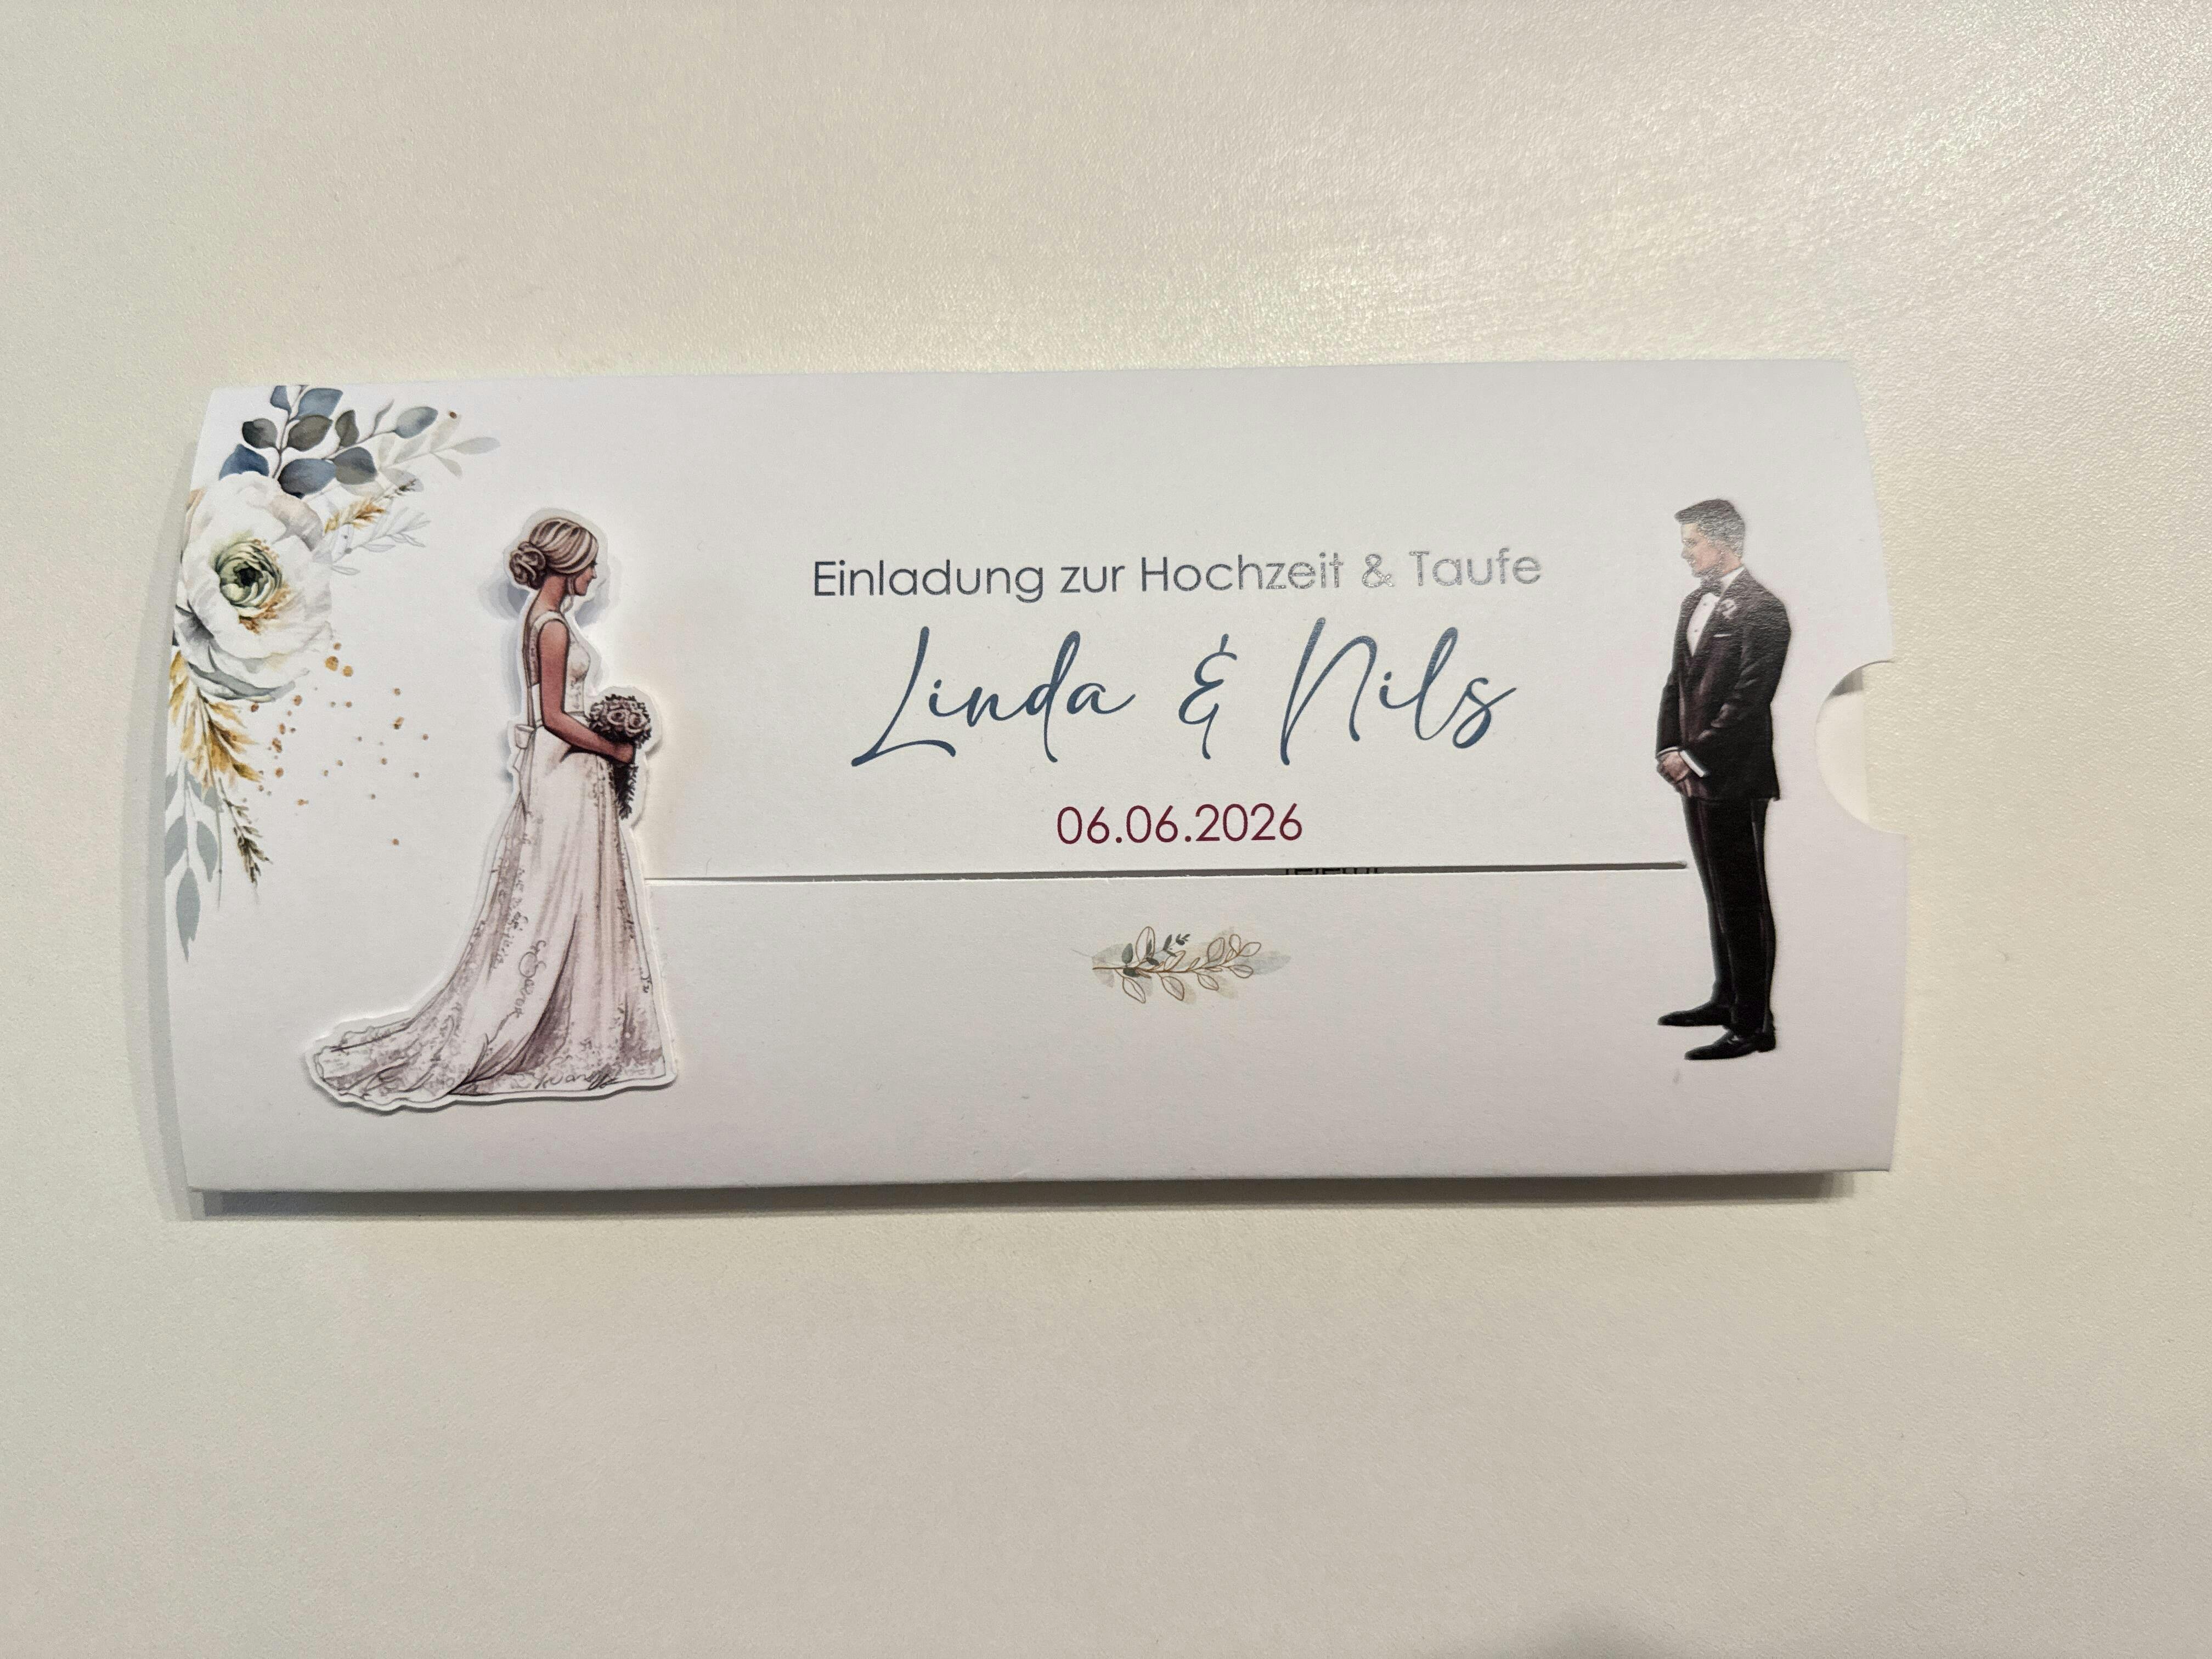 Einladung zur Hochzeit & Taufe
Linda & Nils
06.06.2026